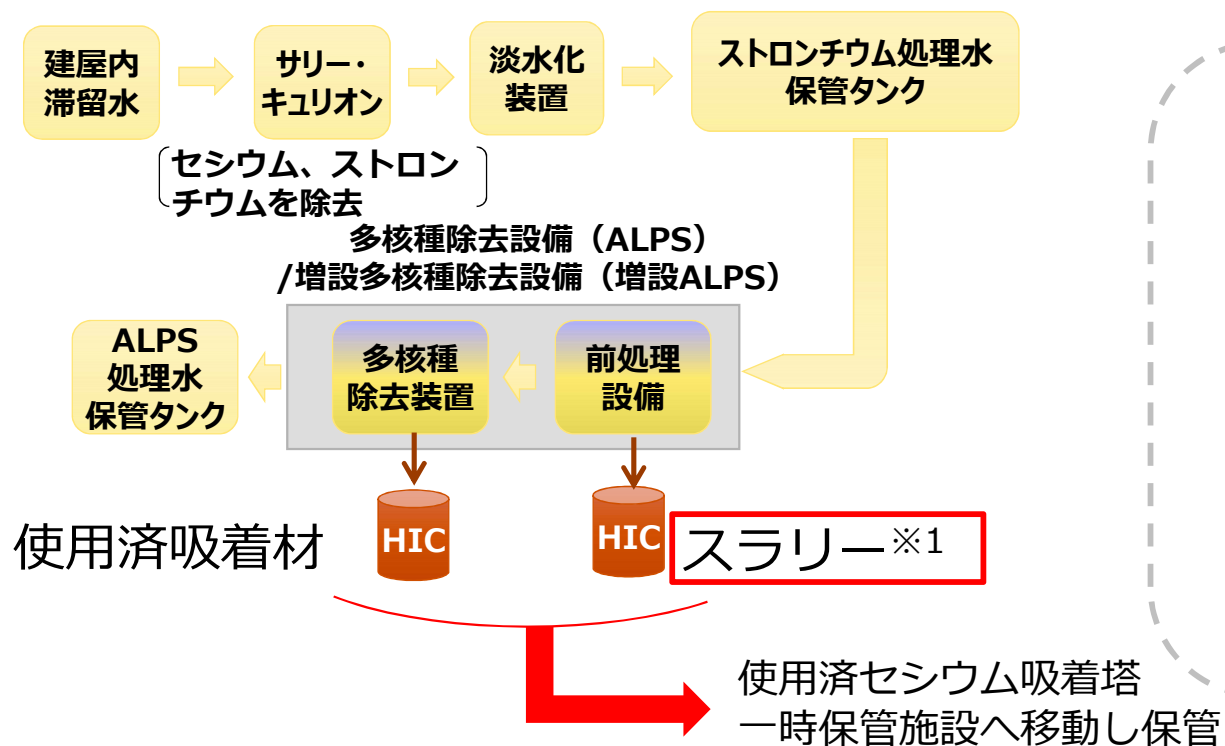 建屋内
滞留水
サリー・
キュリオン
淡水化
装置
ストロンチウム処理水
保管タンク
セシウム、ストロン
チウムを除去
多核種除去設備（ALPS）
/増設多核種除去設備（増設ALPS）
ALPS
処理水
保管タンク
多核種
除去装置
前処理
設備
使用済吸着材
HIC
HIC
スラリー※1
使用済セシウム吸着塔
一時保管施設へ移動し保管